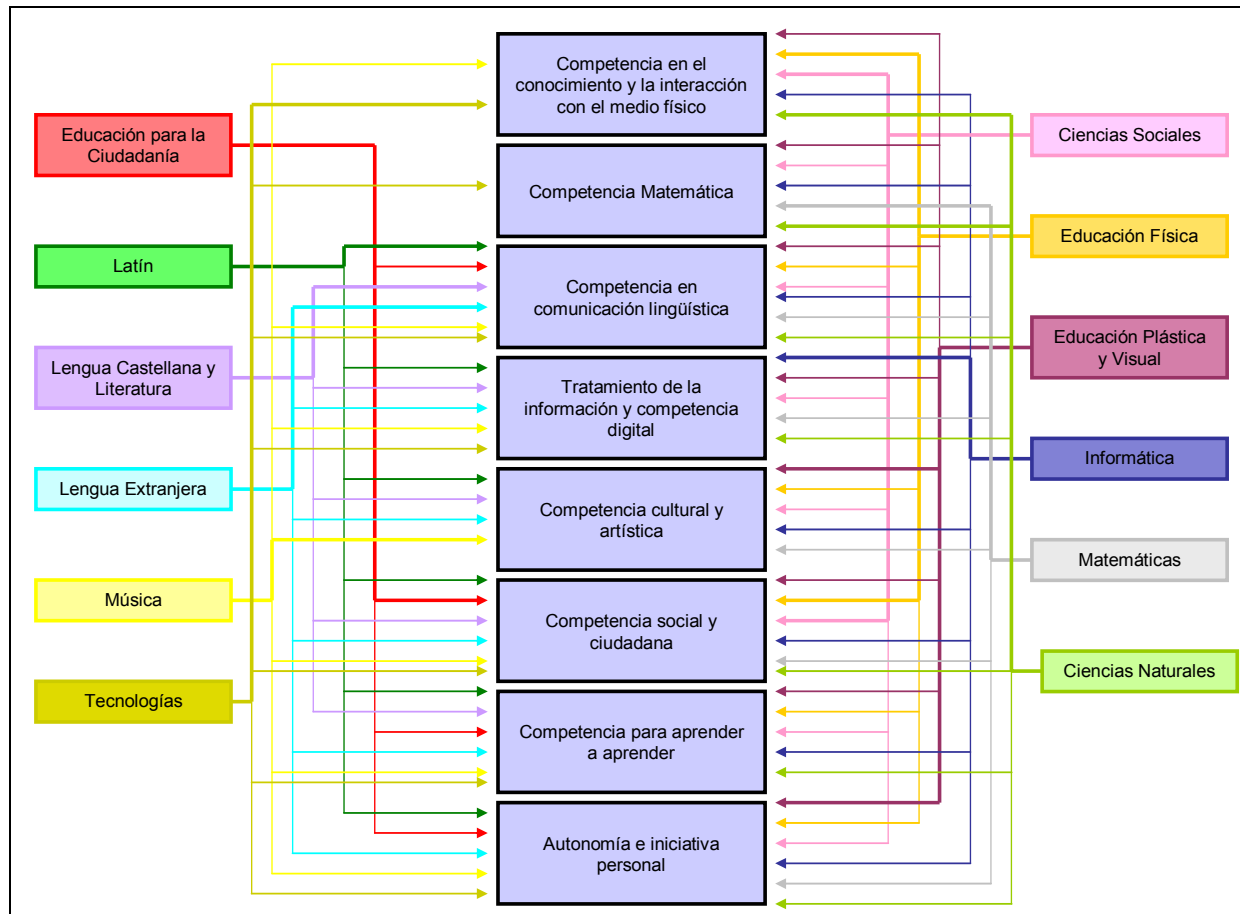 Educación para la
Ciudadanía
Latín
Lengua Castellana y
Literatura
Lengua Extranjera
Música
Tecnologías
Competencia en el
conocimiento y la interacción
con el medio físico
Competencia Matemática
Competencia en
comunicación lingüística
Tratamiento de la
información y competencia
digital
Competencia cultural y
artística
Competencia social y
ciudadana
Competencia para aprender
a aprender
Autonomía e iniciativa
personal
Ciencias Sociales
Educación Física
Educación Plástica
y Visual
Informática
Matemáticas
Ciencias Naturales